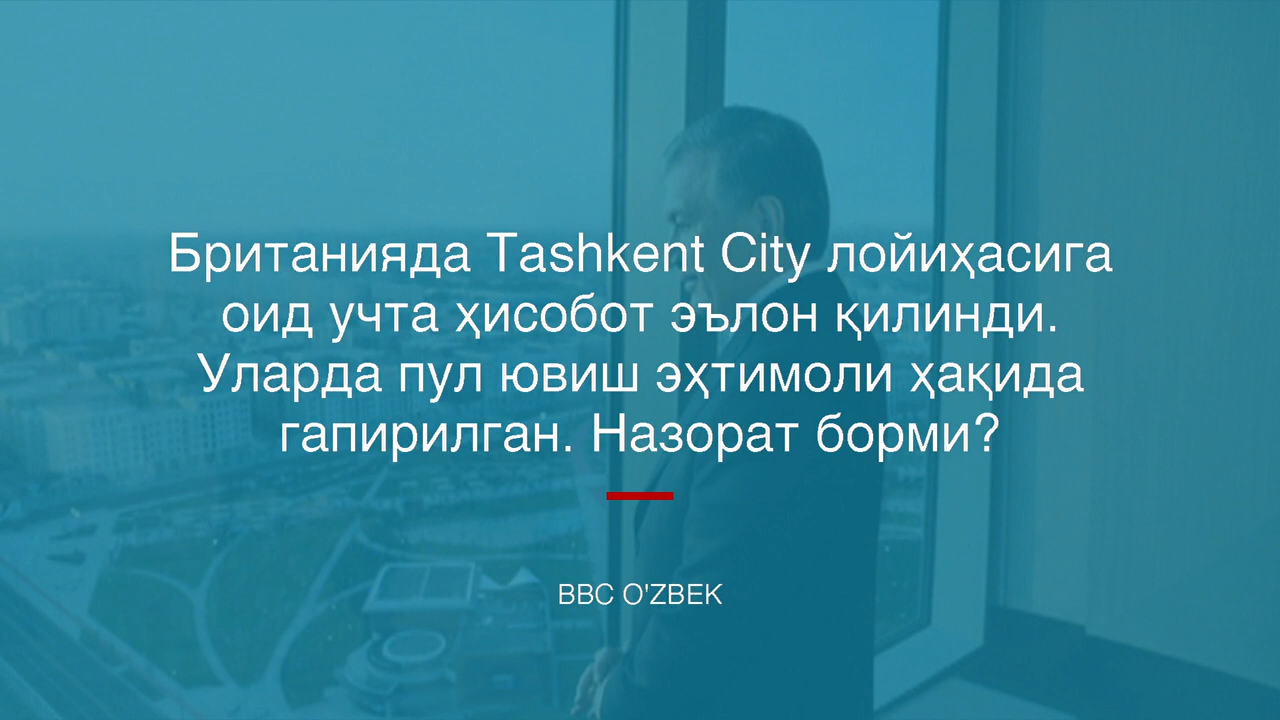 Британияда Tashkent City лойиҳасига
оид учта ҳисобот эълон қилинди.
Уларда пул ювиш эҳтимоли ҳақида
гапирилган. Назорат борми?
BBC O'ZBEK